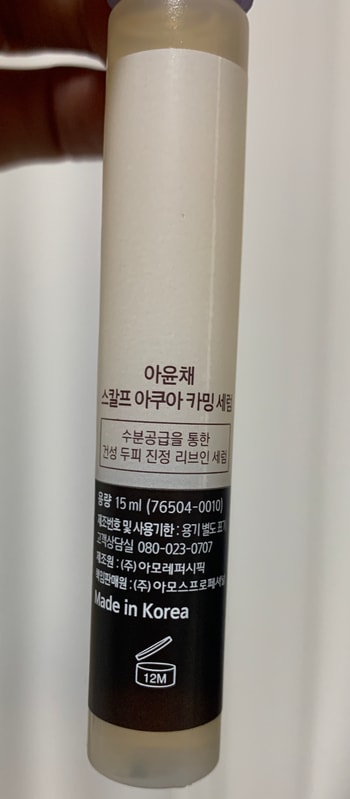 아윤채
스칼프 아쿠아 카밍 세럼
수분공급을 통한
건성 두피 진정 리브인 세럼
용량 15 ml (76504-0010)
제조번호 및 사용기한 : 용기 별도 표기
고객상담실 080-023-0707
제조원 : (주) 아모레퍼시픽
책임판매원 : (주) 아모스프로페셔널
Made in Korea
12M